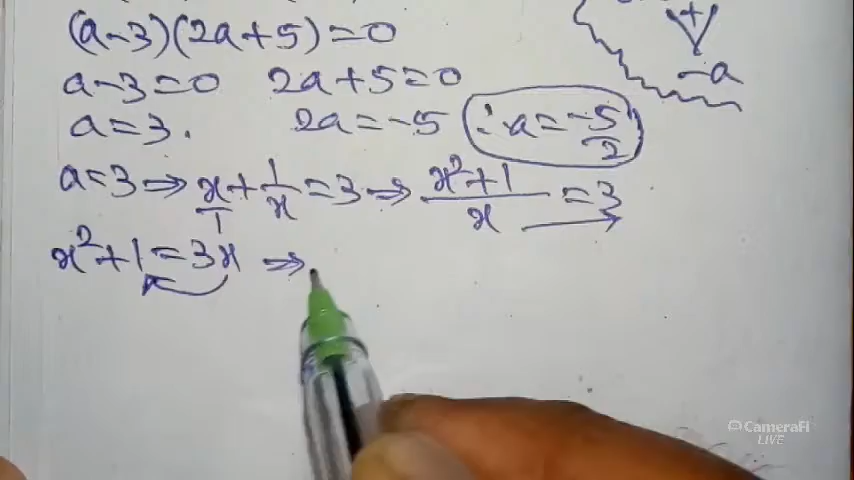 (a-3)(2a+5)=0
a-3=0 2a+5=0
a=3. 2a=-5 ∴a=-5/2
a=3⇒ x/1+1/x=3⇒ x²+1/x =3
x²+1=3x ⇒
+
-a
CameraFi
LIVE